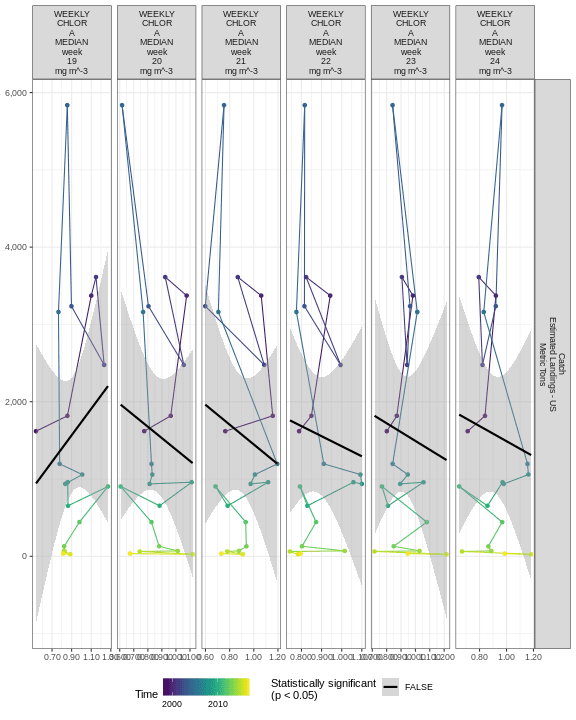 WEEKLY
CHLOR
A
MEDIAN
week
19
mg m^-3
WEEKLY
CHLOR
A
MEDIAN
week
20
mg m^-3
WEEKLY
CHLOR
A
MEDIAN
week
21
mg m^-3
WEEKLY
CHLOR
A
MEDIAN
week
22
mg m^-3
WEEKLY
CHLOR
A
MEDIAN
week
23
mg m^-3
WEEKLY
CHLOR
A
MEDIAN
week
24
mg m^-3
6,000
4,000
2,000
0
Catch
Estimated Landings - US
Metric Tons
0.70 0.90 1.10
0.60 0.80 1.00 1.20
0.800 0.900 1.000
0.80 1.00 1.20
Time
2000 2010
Statistically significant
(p < 0.05)
FALSE